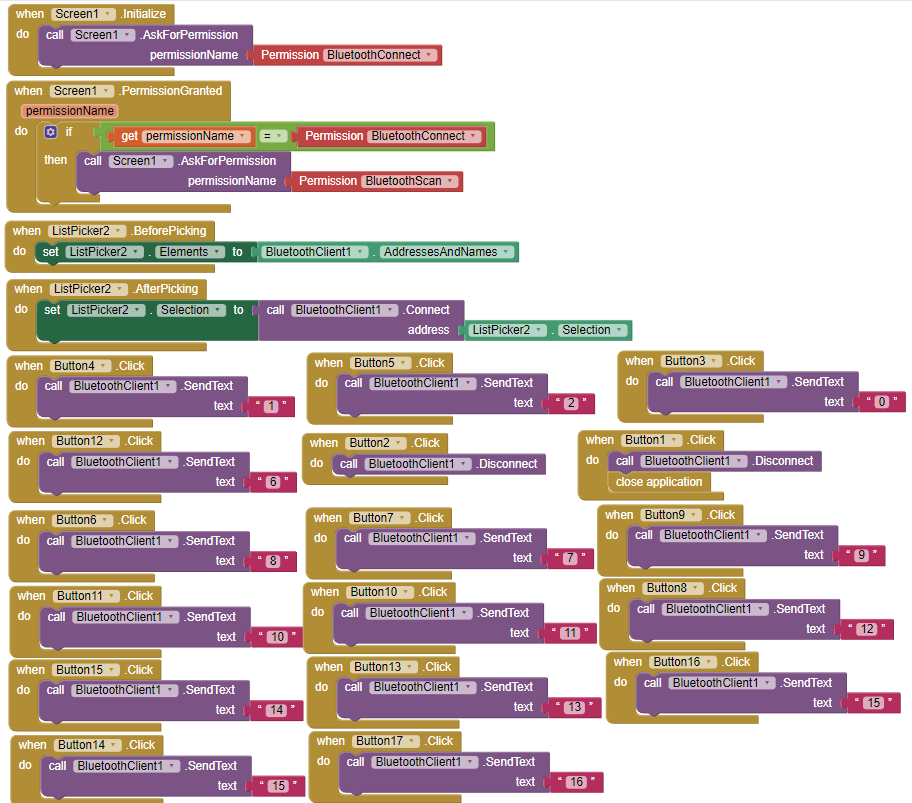 when Screen1 .Initialize
do call Screen1 .AskForPermission
permissionName Permission BluetoothConnect
when Screen1 .PermissionGranted
permissionName
do if get permissionName = Permission BluetoothConnect
then call Screen1 .AskForPermission
permissionName Permission BluetoothScan
when ListPicker2 .BeforePicking
do set ListPicker2 . Elements to BluetoothClient1 . AddressesAndNames
when ListPicker2 .AfterPicking
do set ListPicker2 . Selection to call BluetoothClient1 .Connect
address ListPicker2 . Selection
when Button4 .Click
do call BluetoothClient1 .SendText
text “ 1 ”
when Button5 .Click
do call BluetoothClient1 .SendText
text “ 2 ”
when Button3 .Click
do call BluetoothClient1 .SendText
text “ 0 ”
when Button12 .Click
do call BluetoothClient1 .SendText
text “ 6 ”
when Button2 .Click
do call BluetoothClient1 .Disconnect
when Button1 .Click
do call BluetoothClient1 .Disconnect
close application
when Button6 .Click
do call BluetoothClient1 .SendText
text “ 8 ”
when Button7 .Click
do call BluetoothClient1 .SendText
text “ 7 ”
when Button9 .Click
do call BluetoothClient1 .SendText
text “ 9 ”
when Button11 .Click
do call BluetoothClient1 .SendText
text “ 10 ”
when Button10 .Click
do call BluetoothClient1 .SendText
text “ 11 ”
when Button8 .Click
do call BluetoothClient1 .SendText
text “ 12 ”
when Button15 .Click
do call BluetoothClient1 .SendText
text “ 14 ”
when Button13 .Click
do call BluetoothClient1 .SendText
text “ 13 ”
when Button16 .Click
do call BluetoothClient1 .SendText
text “ 15 ”
when Button14 .Click
do call BluetoothClient1 .SendText
text “ 15 ”
when Button17 .Click
do call BluetoothClient1 .SendText
text “ 16 ”